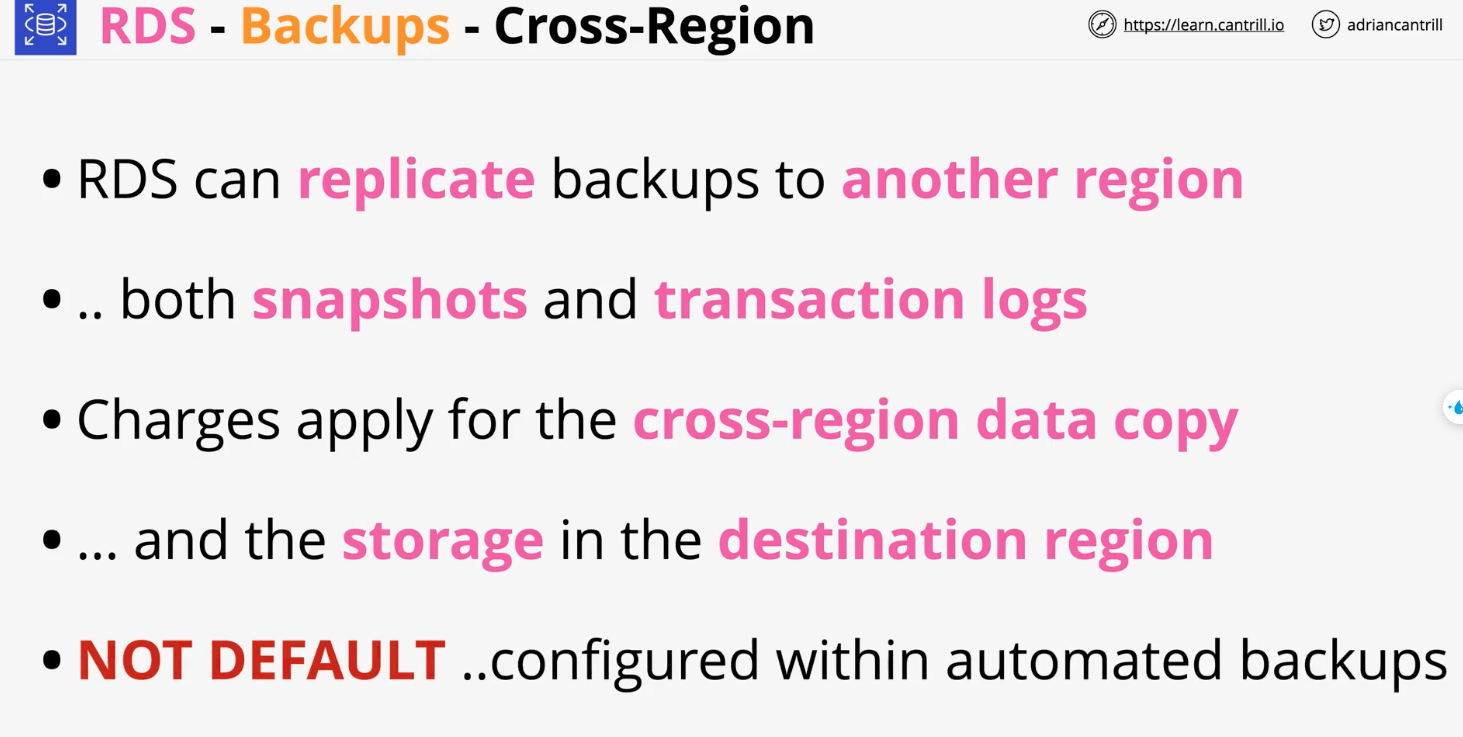 RDS - Backups - Cross-Region
https://learn.cantrill.io
adriancantrill
• RDS can replicate backups to another region
• .. both snapshots and transaction logs
• Charges apply for the cross-region data copy
• ... and the storage in the destination region
• NOT DEFAULT ..configured within automated backups